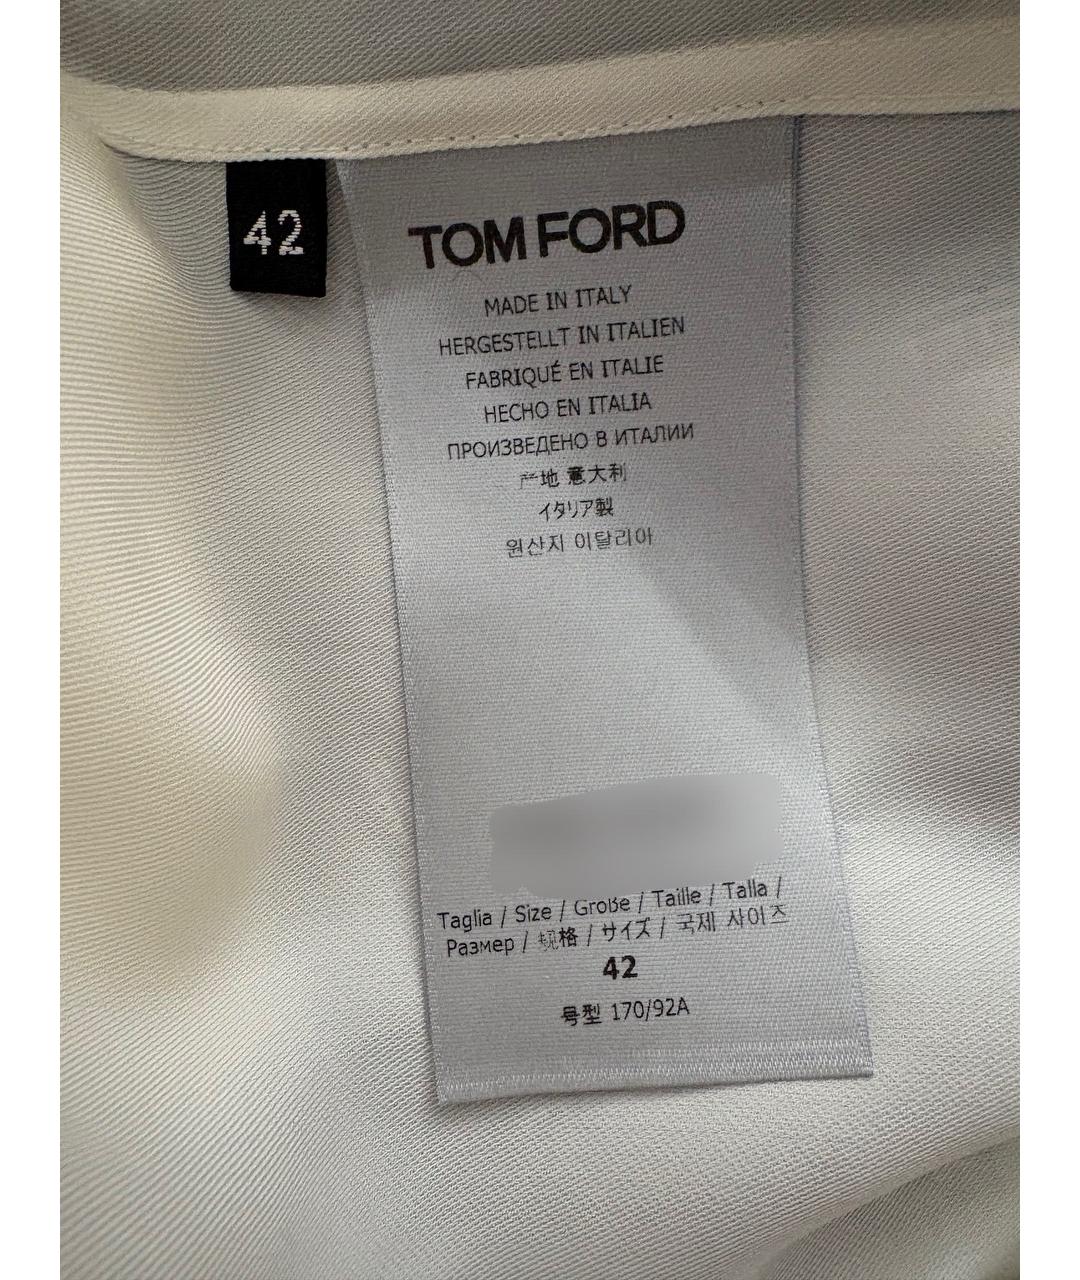 42
TOM FORD
MADE IN ITALY
HERGESTELLT IN ITALIEN
FABRIQUÉ EN ITALIE
HECHO EN ITALIA
ПРОИЗВЕДЕНО В ИТАЛИИ
产地 意大利
イタリア製
원산지 이탈리아
Taglia / Size / Größe / Taille / Talla /
Размер / 规格 / サイズ / 국제 사이즈
42
号型 170/92A